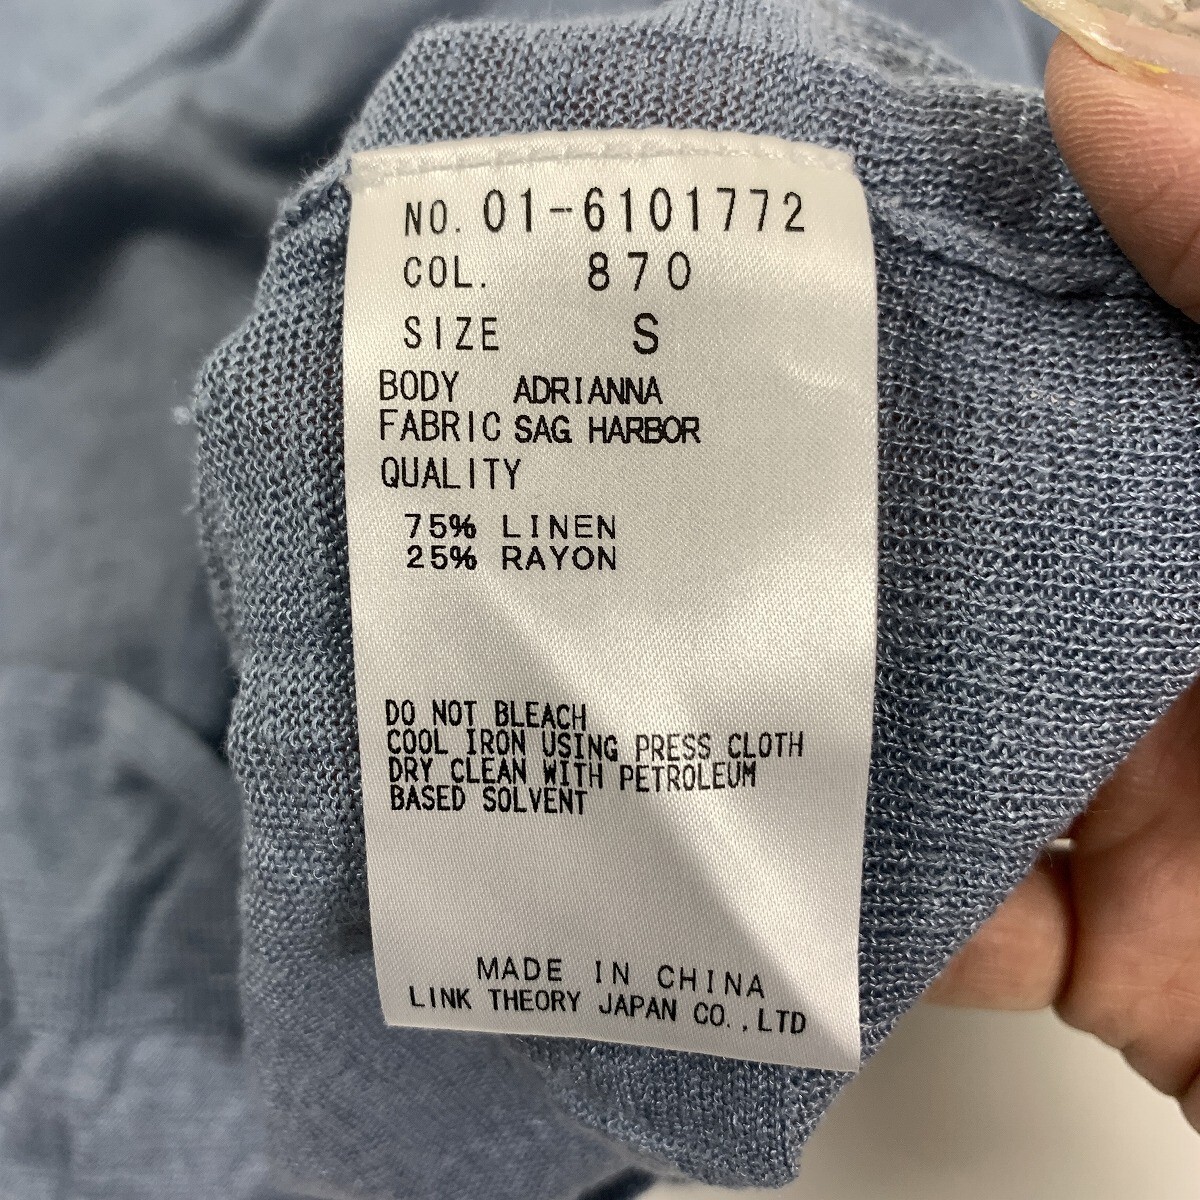 NO. 01-6101772
COL. 870
SIZE S
BODY ADRIANNA
FABRIC SAG HARBOR
QUALITY
75% LINEN
25% RAYON
DO NOT BLEACH
COOL IRON USING PRESS CLOTH
DRY CLEAN WITH PETROLEUM
BASED SOLVENT
MADE IN CHINA
LINK THEORY JAPAN CO.,LTD